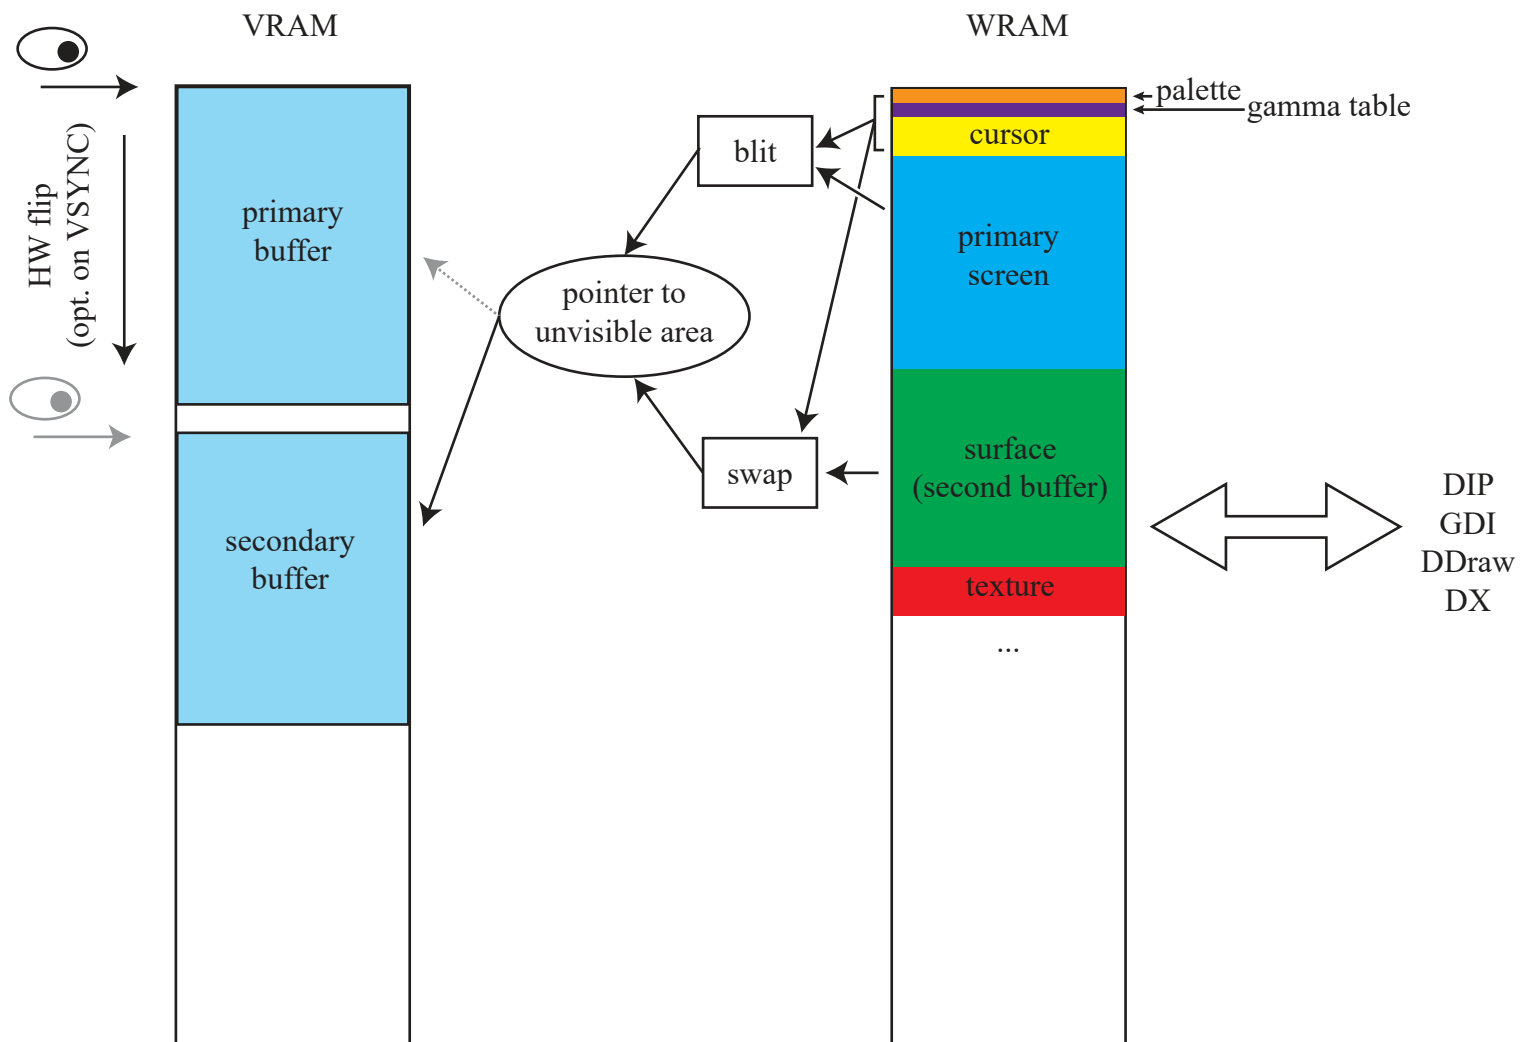 VRAM
WRAM
palette
gamma table
cursor
blit
HW flip
(opt. on VSYNC)
primary
buffer
primary
screen
pointer to
unvisible area
surface
(second buffer)
swap
secondary
buffer
texture
...
DIP
GDI
DDraw
DX